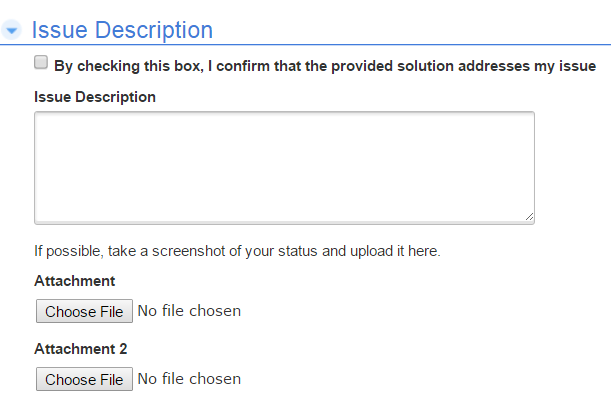 Issue Description
By checking this box, I confirm that the provided solution addresses my issue
Issue Description
If possible, take a screenshot of your status and upload it here.
Attachment
Choose File No file chosen
Attachment 2
Choose File No file chosen